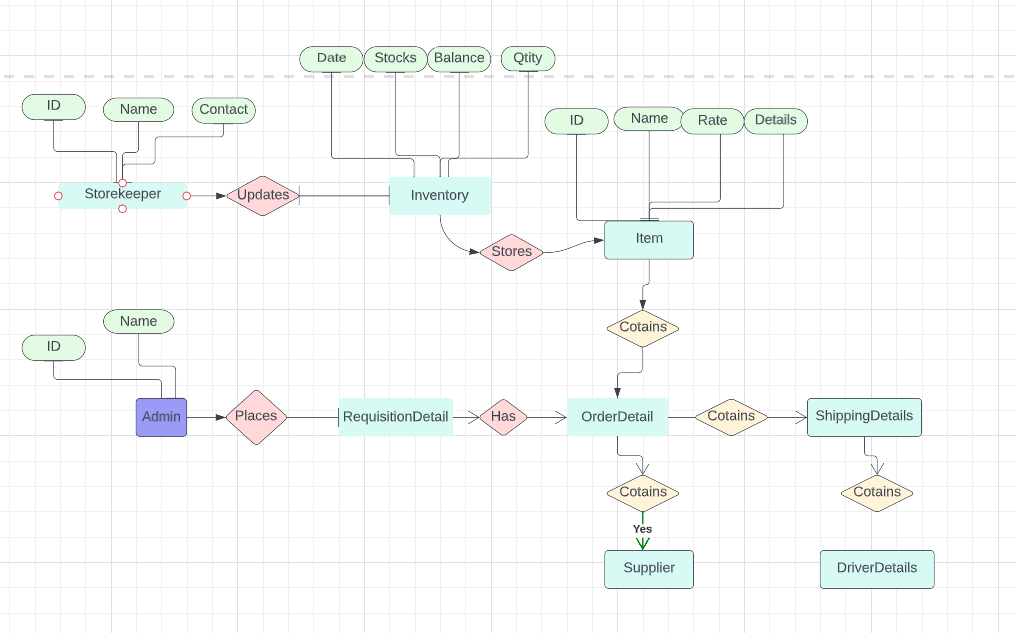 Date
Stocks
Balance
Qtity
ID
Name
Contact
ID
Name
Rate
Details
Storekeeper
Updates
Inventory
Stores
Item
Name
ID
Cotains
Admin
Places
RequisitionDetail
Has
OrderDetail
Cotains
ShippingDetails
Cotains
Cotains
Yes
Supplier
DriverDetails